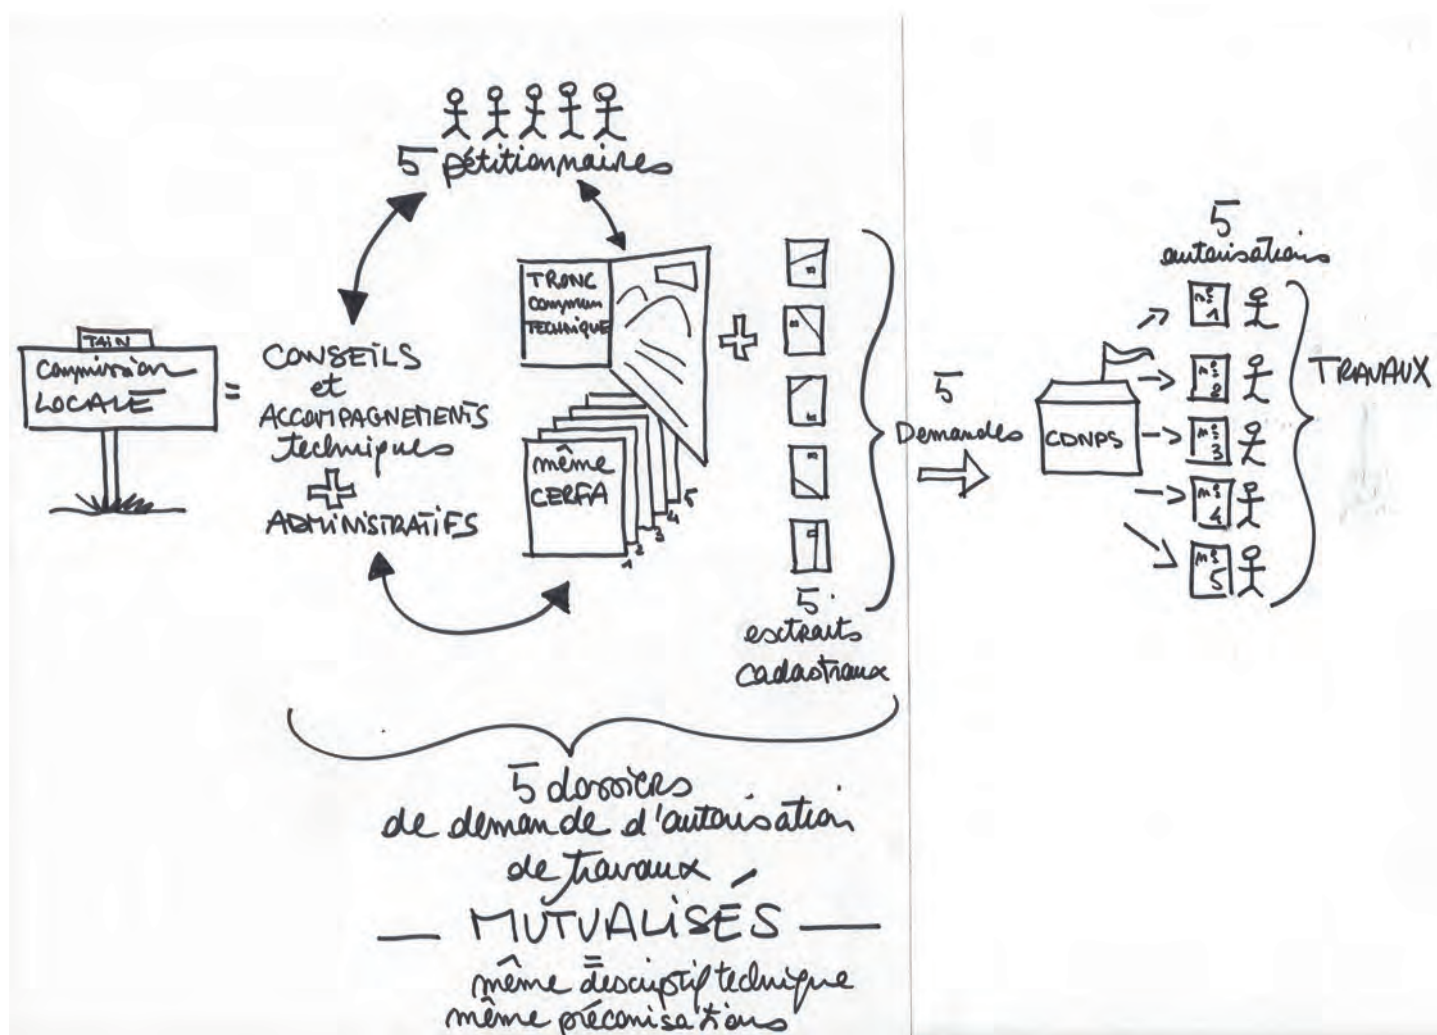 5 pétitionnaires
TAIN
Commission
LOCALE
=
CONSEILS
et
ACCOMPAGNEMENTS
techniques
+
ADMINISTRATIFS
TRONC
Commun
TECHNIQUE
même
CERFA
1
2
3
4
5
+
5
extraits
cadastraux
5
Demandes
CDNPS
5
autorisations
n°
1
n°
2
n°
3
n°
4
n°
5
TRAVAUX
5 dossiers
de demande d'autorisation
de travaux
— MUTUALISÉS —
=
même descriptif technique
même préconisations